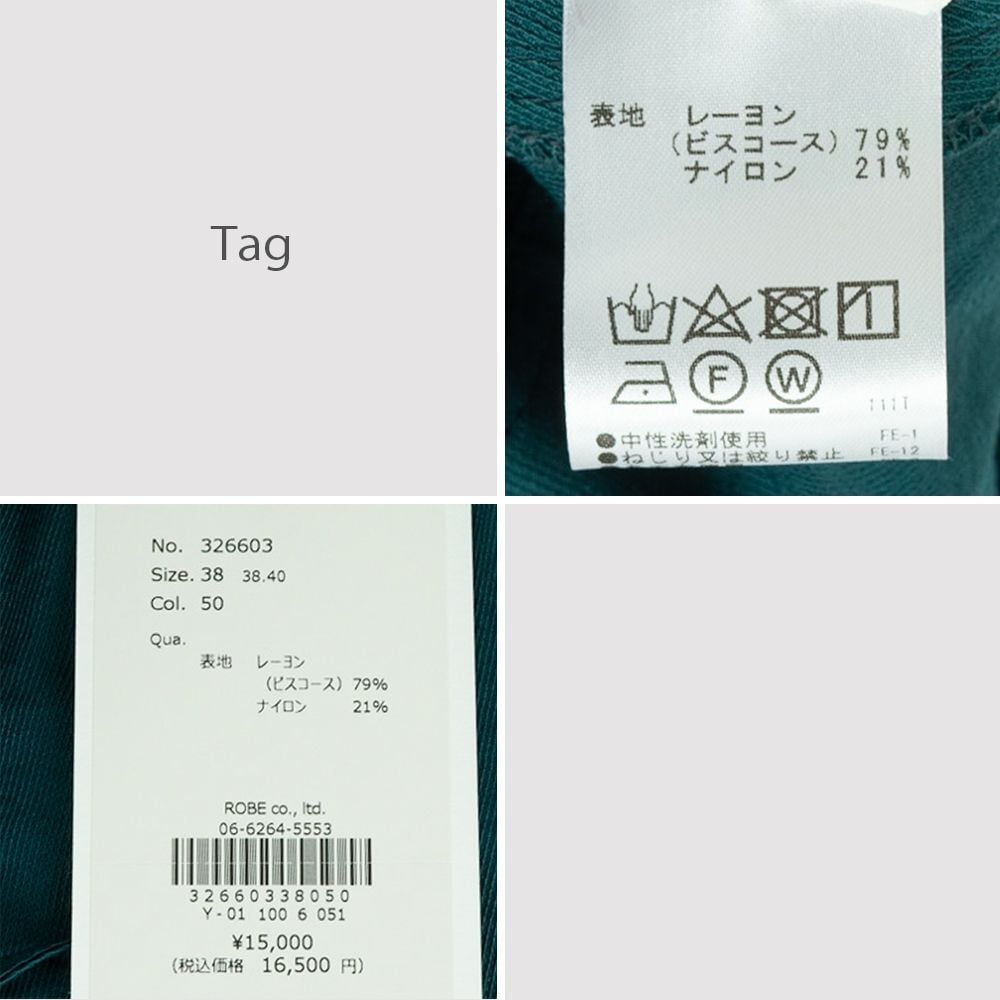 Tag
表地 レーヨン
(ビスコース) 79%
ナイロン 21%
F W
111T
●中性洗剤使用 FE-1
●ねじり又は絞り禁止 FE-12
No. 326603
Size. 38 38.40
Col. 50
Qua.
表地 レーヨン
(ビスコース) 79%
ナイロン 21%
ROBE co., ltd.
06-6264-5553
32660338050
Y-01 100 6 051
¥15,000
(税込価格 16,500 円)